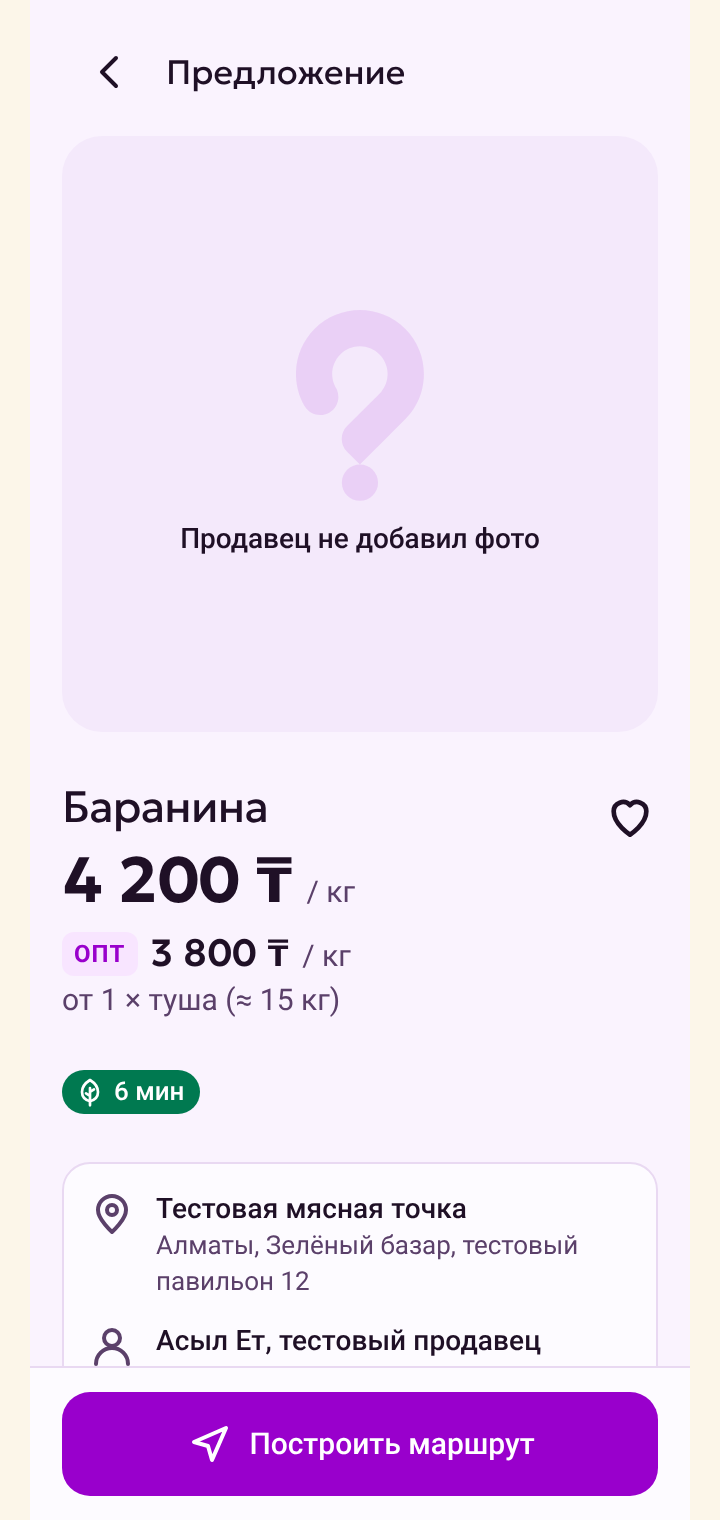 Предложение
Продавец не добавил фото
Баранина
4 200 ₸ / кг
ОПТ 3 800 ₸ / кг
от 1 × туша (≈ 15 кг)
6 мин
Тестовая мясная точка
Алматы, Зелёный базар, тестовый
павильон 12
Асыл Ет, тестовый продавец
Построить маршрут